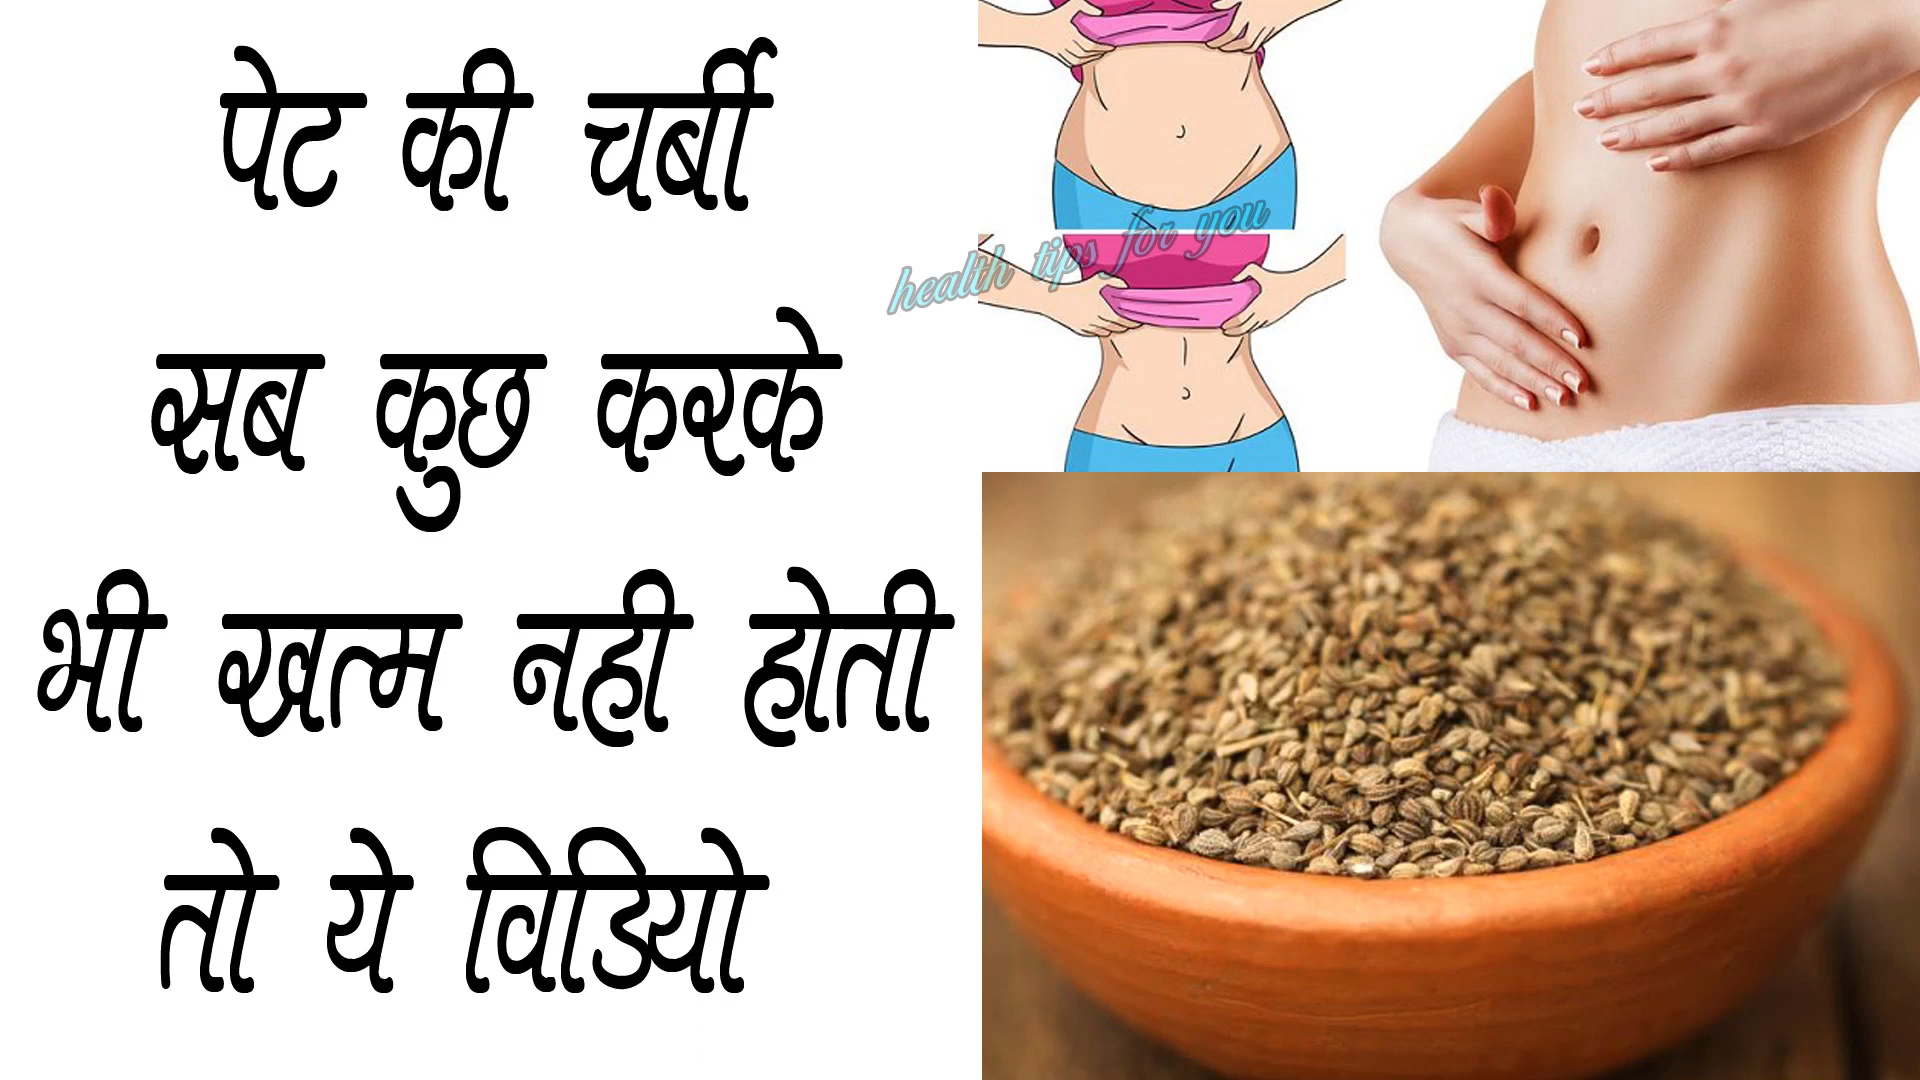 पेट की चर्बी
सब कुछ करके
भी खत्म नही होती
तो ये विडियो
health tips for you